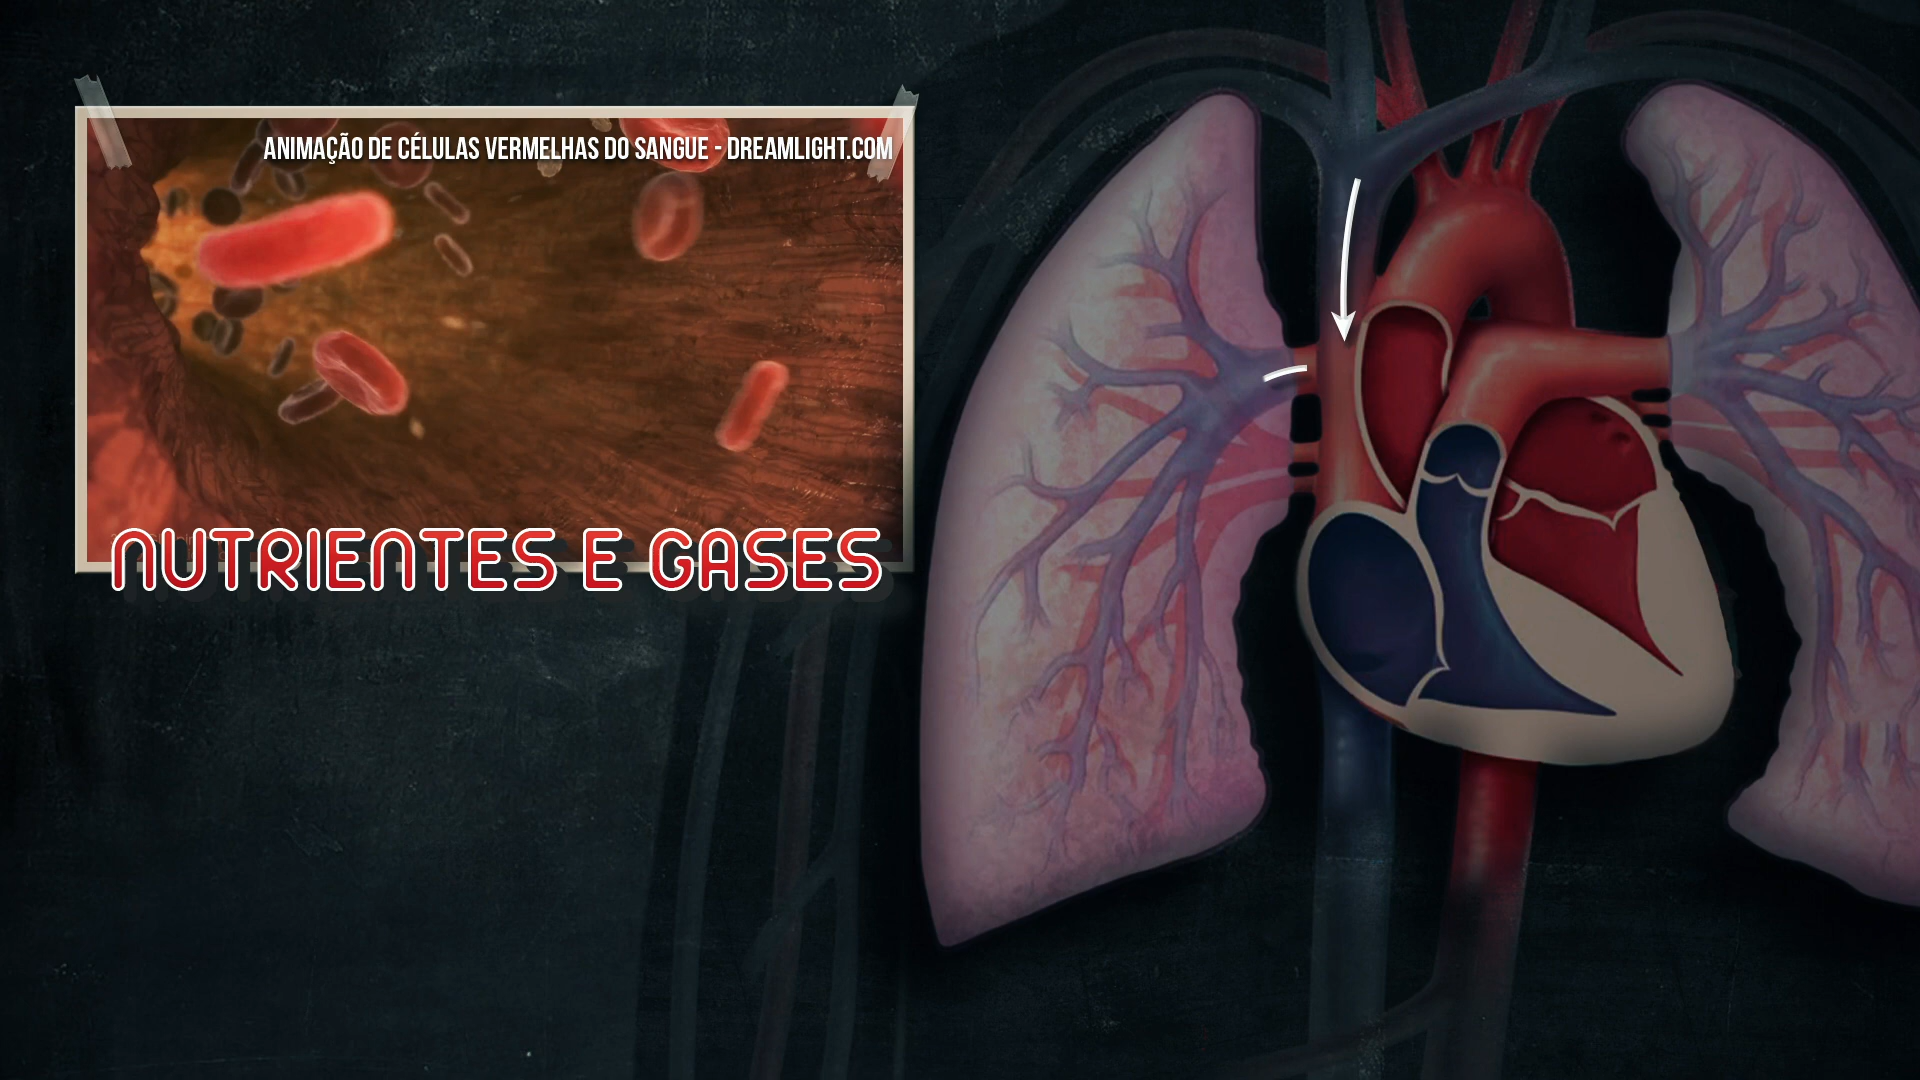 ANIMAÇÃO DE CÉLULAS VERMELHAS DO SANGUE - DREAMLIGHT.COM
NUTRIENTES E GASES